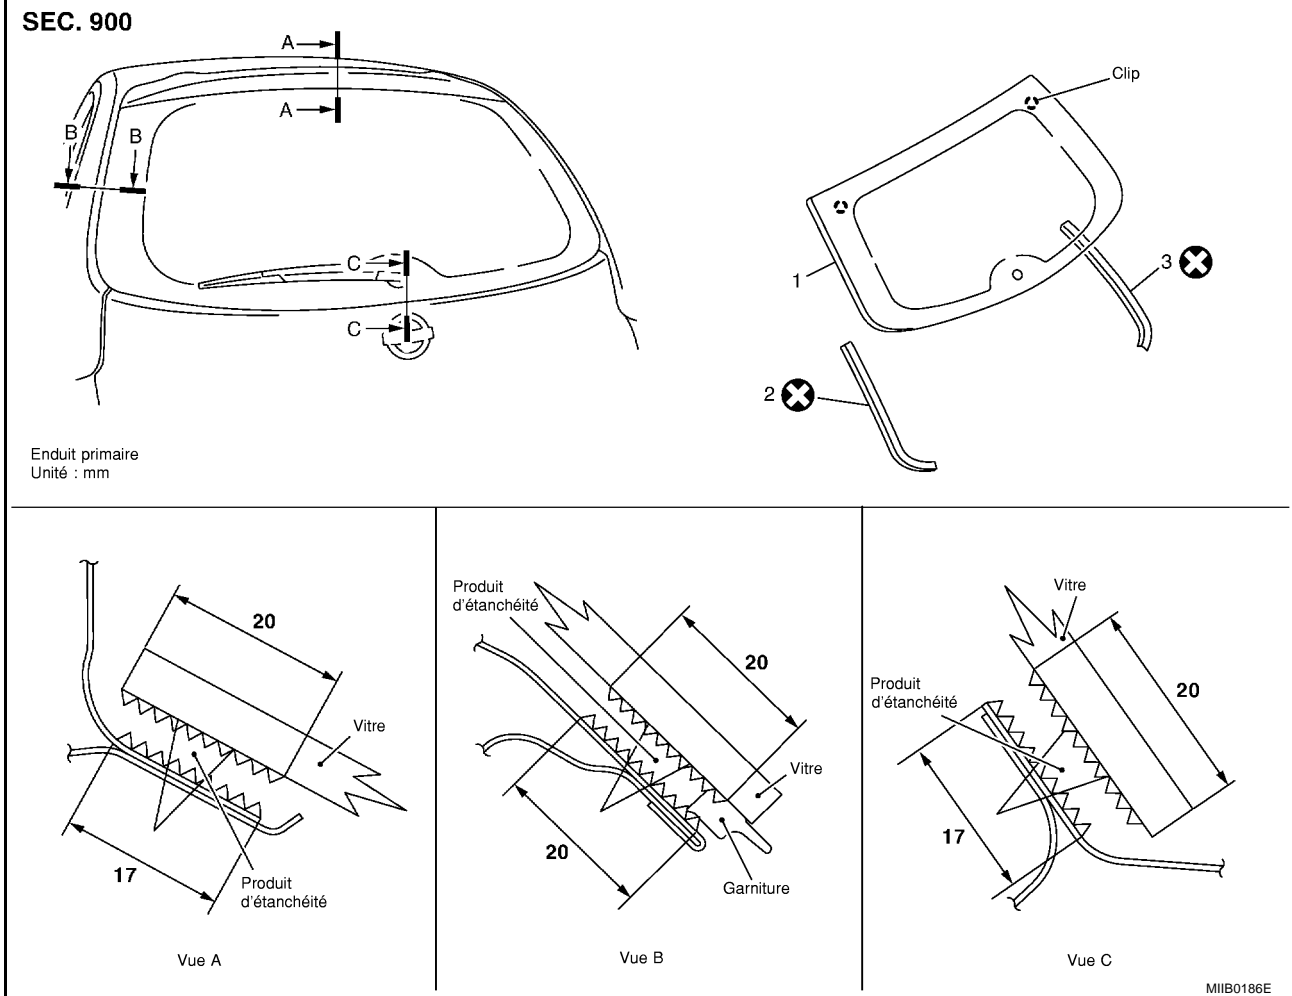 SEC. 900
A
A
B
B
C
C
Clip
1
3
2
Enduit primaire
Unité : mm
20
Vitre
17
Produit
d'étanchéité
Vue A
Produit
d'étanchéité
20
Vitre
20
Garniture
Vue B
Vitre
Produit
d'étanchéité
20
17
Vue C
MIIB0186E